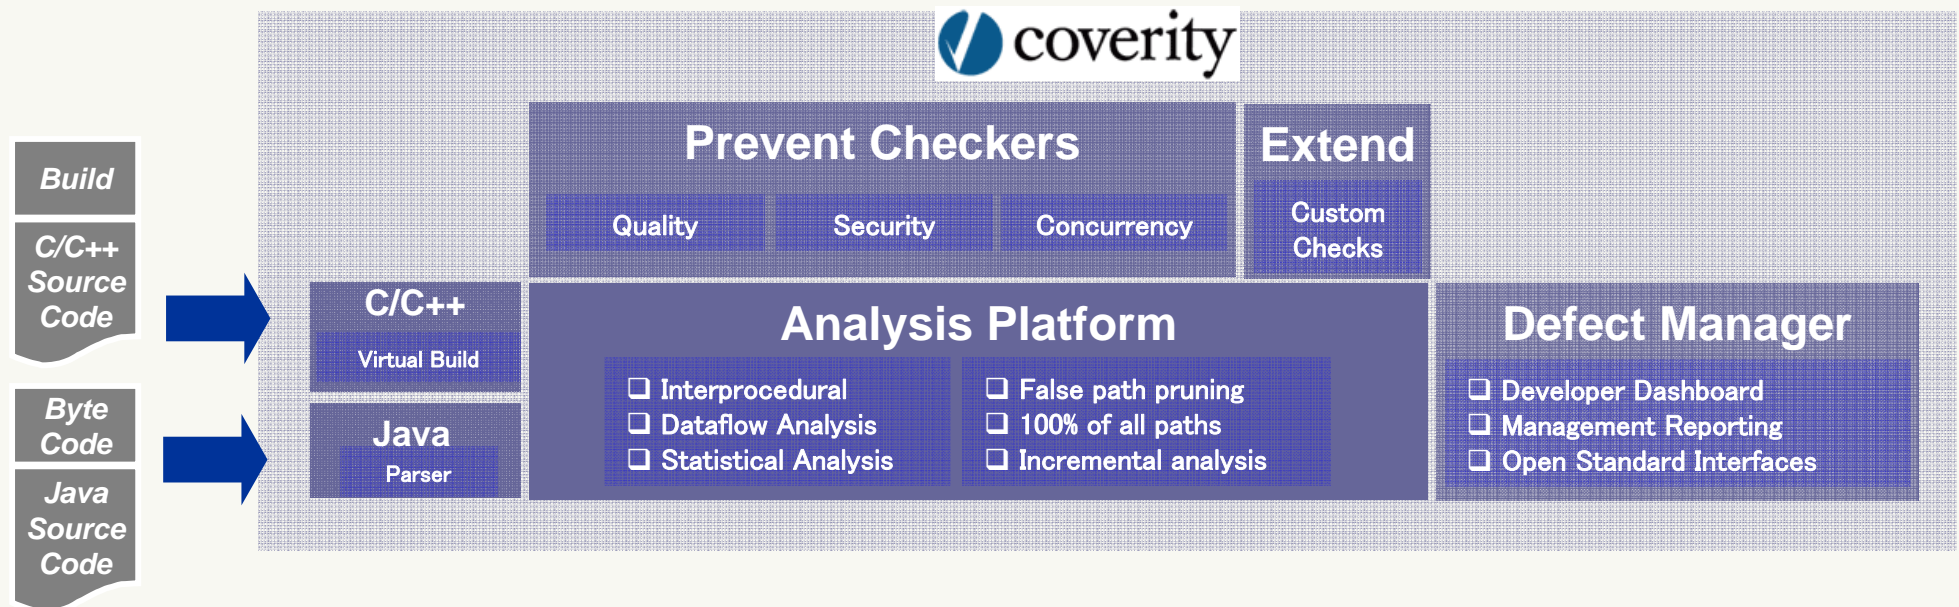 coverity
Build
C/C++
Source
Code
Byte
Code
Java
Source
Code
Prevent Checkers
Quality
Security
Concurrency
Extend
Custom
Checks
C/C++
Virtual Build
Java
Parser
Analysis Platform
❑ Interprocedural
❑ Dataflow Analysis
❑ Statistical Analysis
❑ False path pruning
❑ 100% of all paths
❑ Incremental analysis
Defect Manager
❑ Developer Dashboard
❑ Management Reporting
❑ Open Standard Interfaces